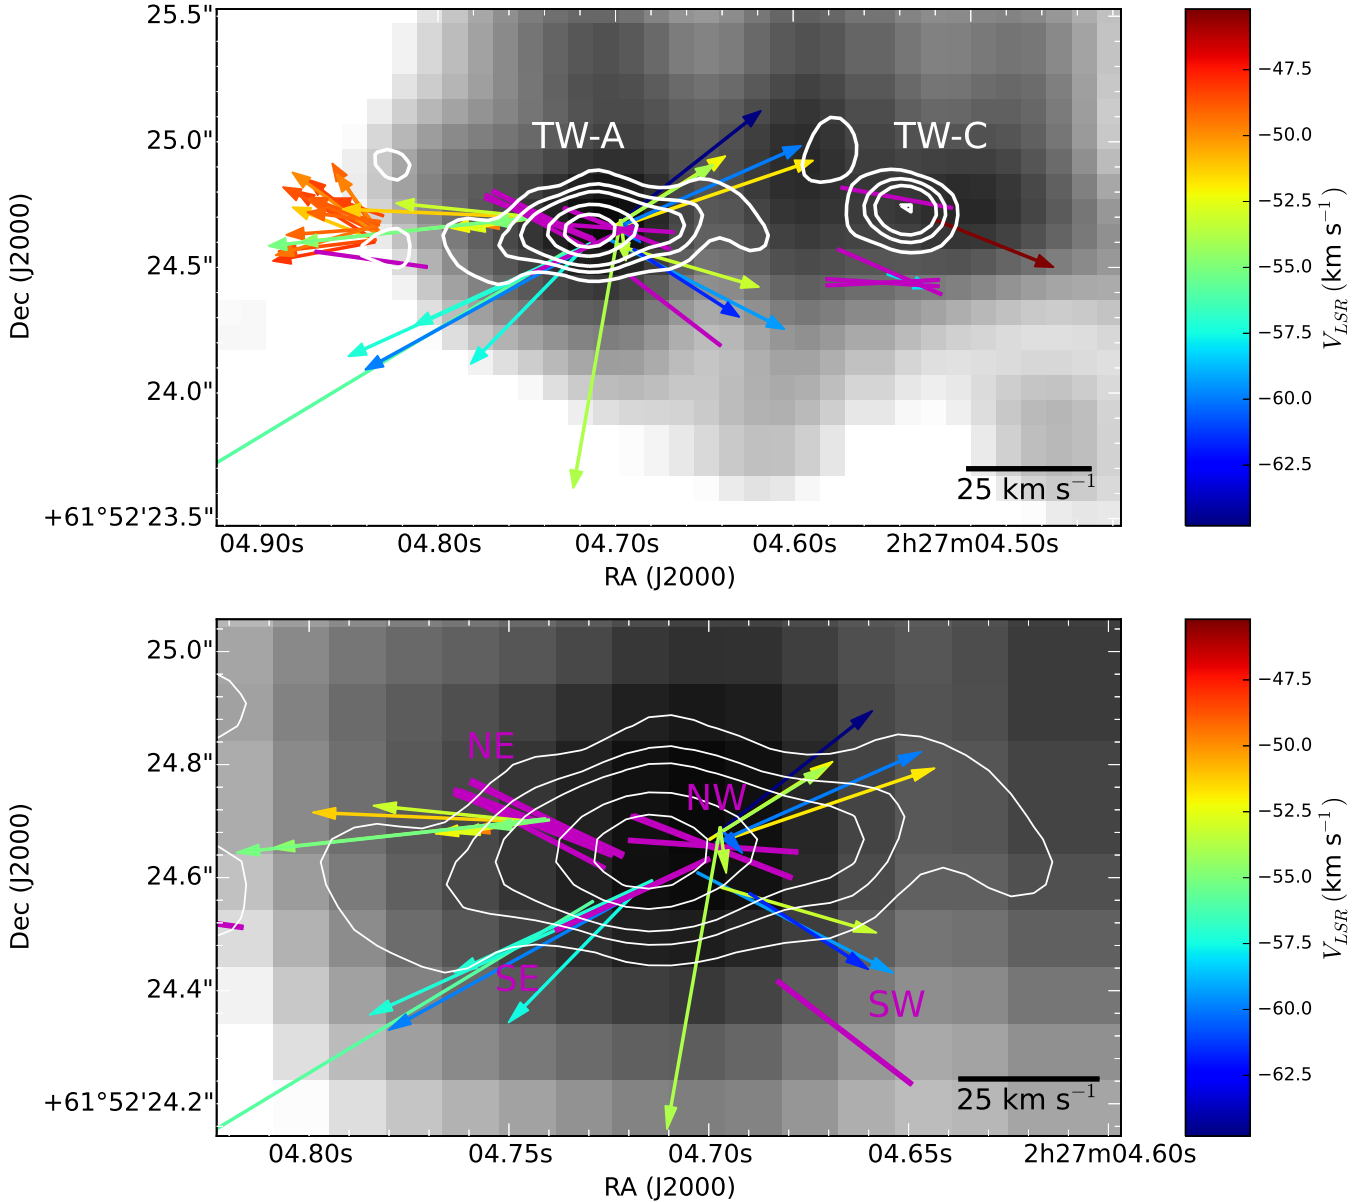 25.5"
25.0"
24.5"
24.0"
+61°52'23.5"
Dec (J2000)
TW-A
TW-C
25 km s⁻¹
04.90s
04.80s
04.70s
04.60s
2h27m04.50s
RA (J2000)
−47.5
−50.0
−52.5
−55.0
−57.5
−60.0
−62.5
V_LSR (km s⁻¹)
25.0"
24.8"
24.6"
24.4"
+61°52'24.2"
Dec (J2000)
NE
NW
SE
SW
25 km s⁻¹
04.80s
04.75s
04.70s
04.65s
2h27m04.60s
RA (J2000)
−47.5
−50.0
−52.5
−55.0
−57.5
−60.0
−62.5
V_LSR (km s⁻¹)